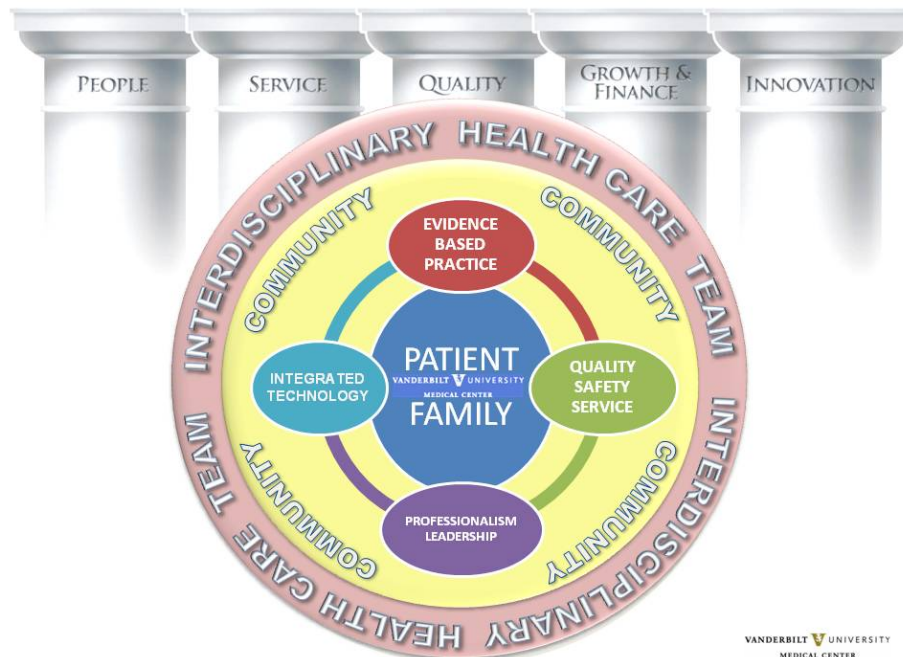 PEOPLE
SERVICE
QUALITY
GROWTH &
FINANCE
INNOVATION
INTERDISCIPLINARY HEALTH CARE TEAM
INTERDISCIPLINARY HEALTH CARE TEAM
COMMUNITY
COMMUNITY
COMMUNITY
COMMUNITY
EVIDENCE
BASED
PRACTICE
INTEGRATED
TECHNOLOGY
PATIENT
VANDERBILT V UNIVERSITY
MEDICAL CENTER
FAMILY
QUALITY
SAFETY
SERVICE
PROFESSIONALISM
LEADERSHIP
VANDERBILT V UNIVERSITY
MEDICAL CENTER